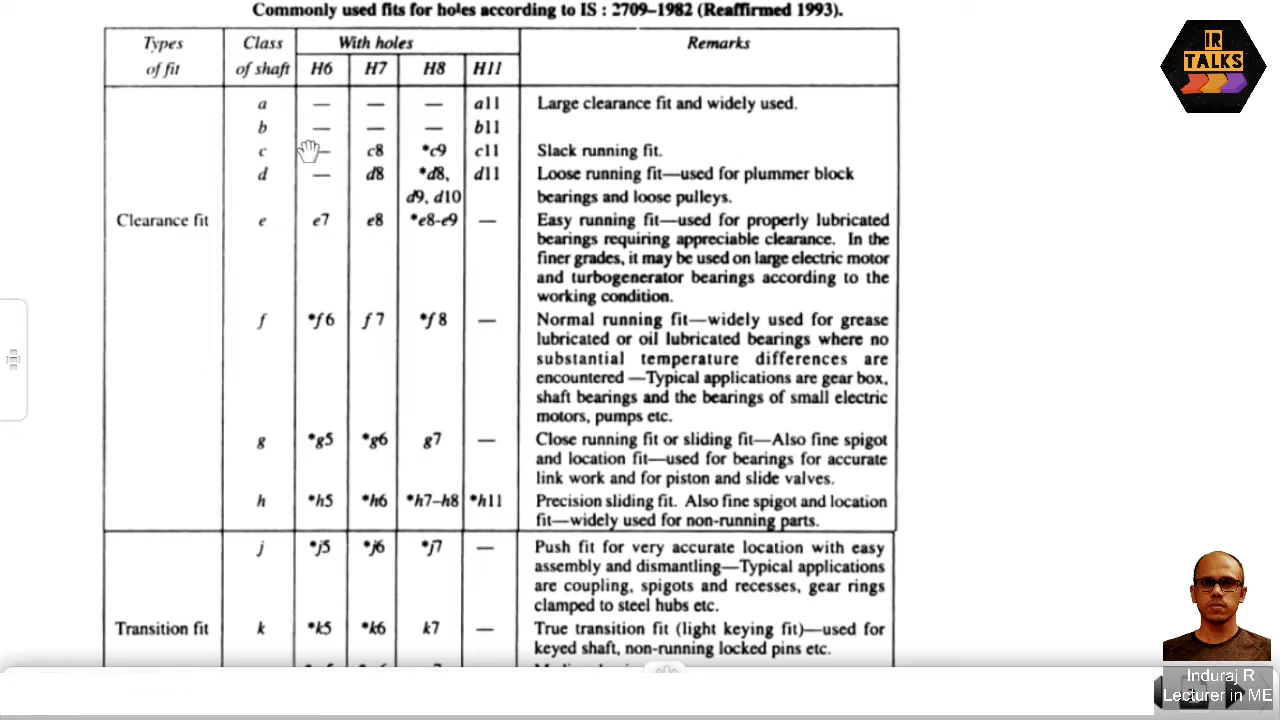 Commonly used fits for holes according to IS : 2709–1982 (Reaffirmed 1993).
Types of fit | Class of shaft | With holes | Remarks
H6 | H7 | H8 | H11
a — — — a11 Large clearance fit and widely used.
b — — — b11
c — c8 *c9 c11 Slack running fit.
d — d8 *d8, d11 Loose running fit—used for plummer block
d9, d10 bearings and loose pulleys.
Clearance fit e e7 e8 *e8-e9 — Easy running fit—used for properly lubricated
bearings requiring appreciable clearance. In the
finer grades, it may be used on large electric motor
and turbogenerator bearings according to the
working condition.
f *f6 f7 *f8 — Normal running fit—widely used for grease
lubricated or oil lubricated bearings where no
substantial temperature differences are
encountered —Typical applications are gear box,
shaft bearings and the bearings of small electric
motors, pumps etc.
g *g5 *g6 g7 — Close running fit or sliding fit—Also fine spigot
and location fit—used for bearings for accurate
link work and for piston and slide valves.
h *h5 *h6 *h7–h8 *h11 Precision sliding fit. Also fine spigot and location
fit—widely used for non-running parts.
j *j5 *j6 *j7 — Push fit for very accurate location with easy
assembly and dismantling—Typical applications
are coupling, spigots and recesses, gear rings
clamped to steel hubs etc.
Transition fit k *k5 *k6 k7 — True transition fit (light keying fit)—used for
keyed shaft, non-running locked pins etc.
IR
TALKS
Induraj R
Lecturer in ME